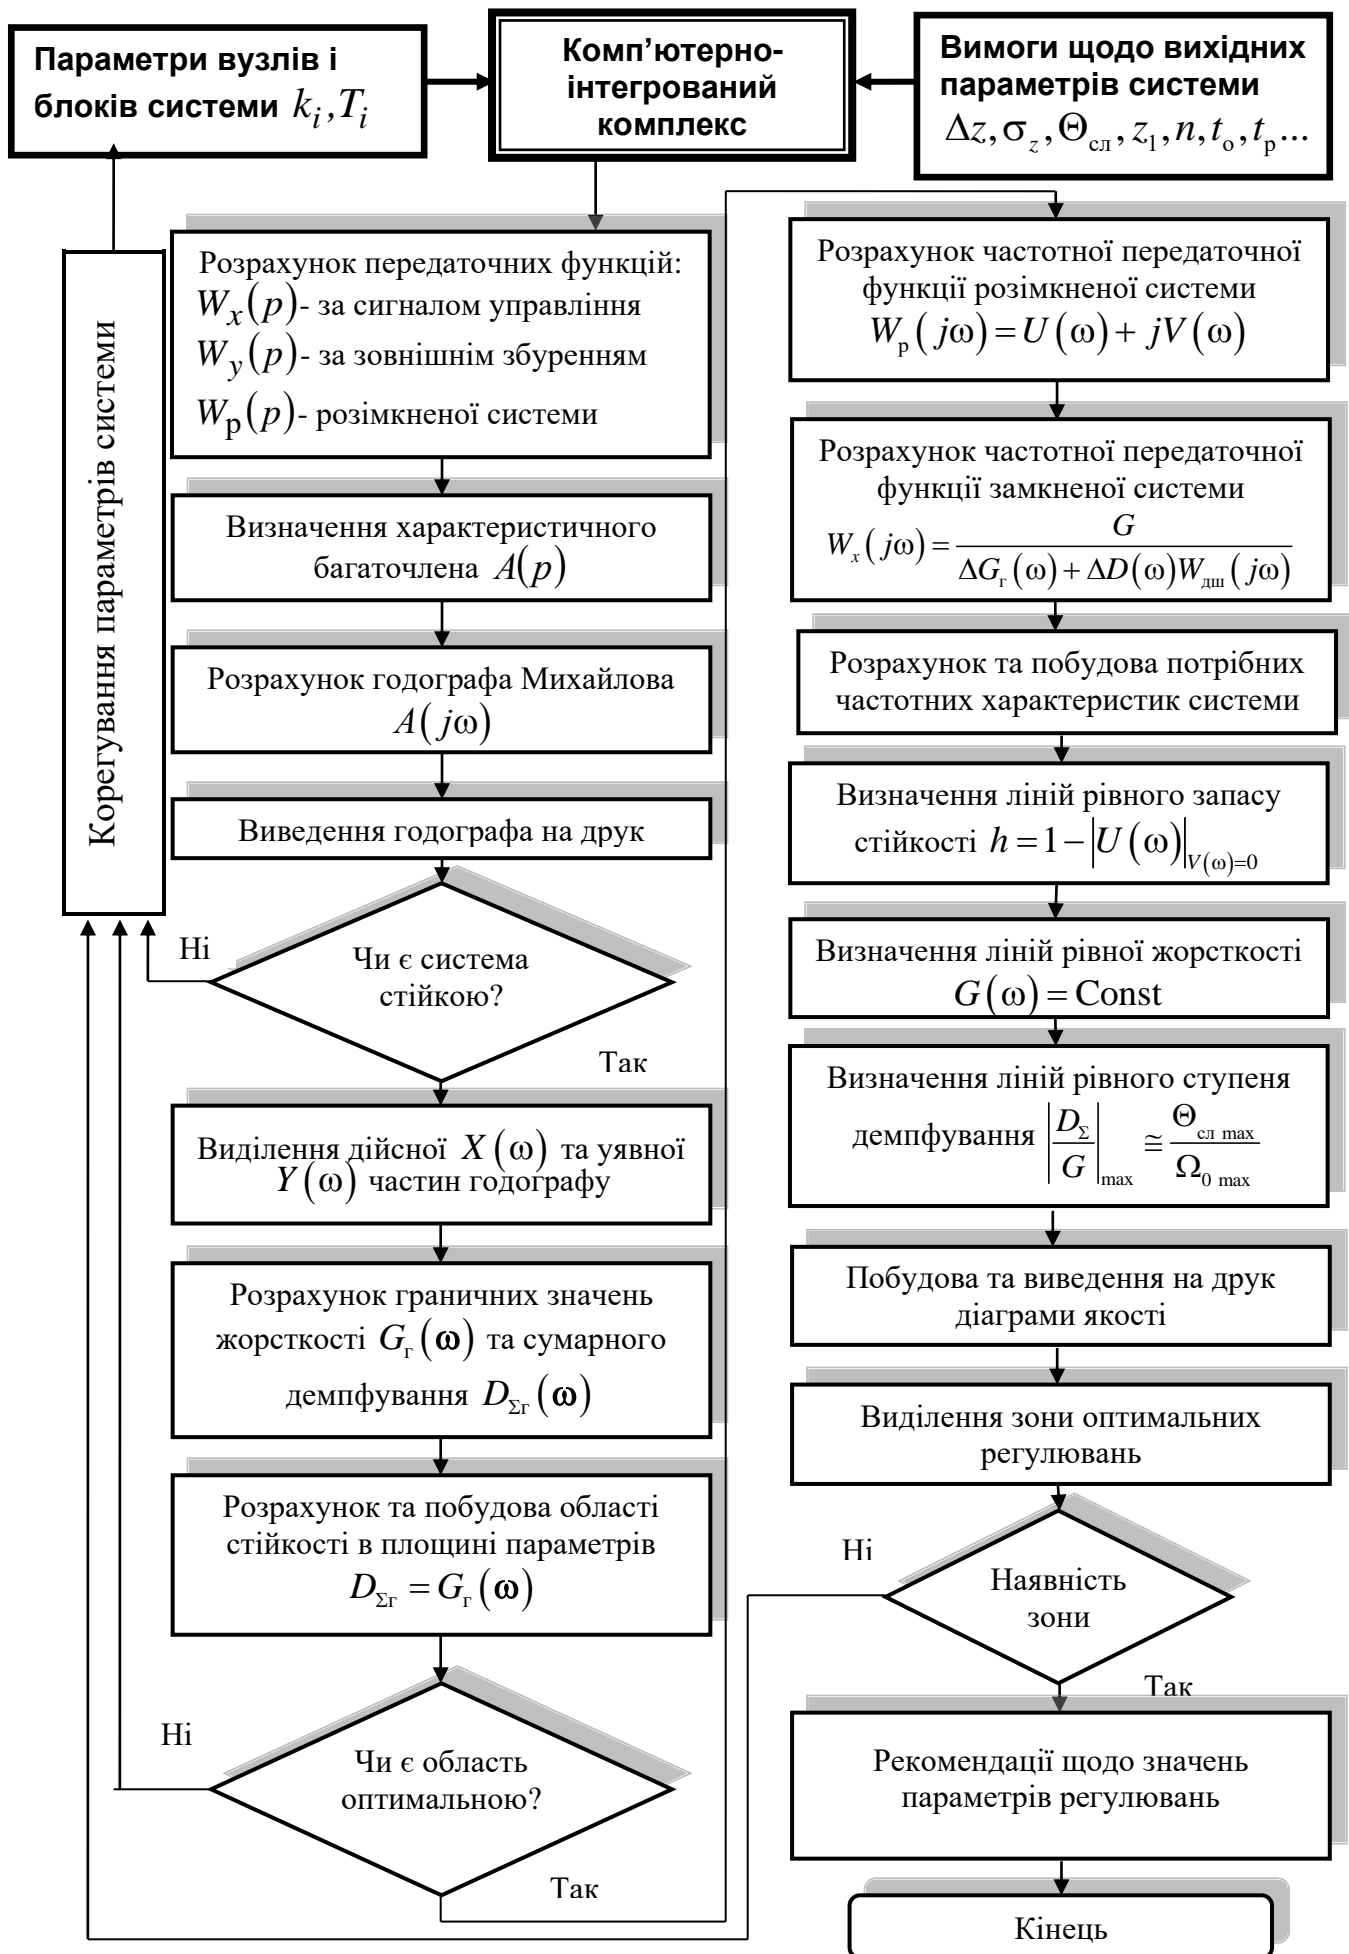 Параметри вузлів і
блоків системи k_i, T_i
Комп’ютерно-
інтегрований
комплекс
Вимоги щодо вихідних
параметрів системи
Δz, σ_z, Θ_сл, z_1, n, t_o, t_p...
Корегування параметрів системи
Розрахунок передаточних функцій:
W_x(p)- за сигналом управління
W_y(p)- за зовнішнім збуренням
W_p(p)- розімкненої системи
Визначення характеристичного
багаточлена A(p)
Розрахунок годографа Михайлова
A(jω)
Виведення годографа на друк
Ні
Чи є система
стійкою?
Так
Виділення дійсної X(ω) та уявної
Y(ω) частин годографу
Розрахунок граничних значень
жорсткості G_г(ω) та сумарного
демпфування D_Σг(ω)
Розрахунок та побудова області
стійкості в площині параметрів
D_Σг = G_г(ω)
Ні
Чи є область
оптимальною?
Так
Розрахунок частотної передаточної
функції розімкненої системи
W_p(jω) = U(ω) + jV(ω)
Розрахунок частотної передаточної
функції замкненої системи
W_x(jω) = G / (ΔG_г(ω) + ΔD(ω)W_дш(jω))
Розрахунок та побудова потрібних
частотних характеристик системи
Визначення ліній рівного запасу
стійкості h = 1 − |U(ω)|_V(ω)=0
Визначення ліній рівної жорсткості
G(ω) = Const
Визначення ліній рівного ступеня
демпфування |D_Σ / G|_max ≅ Θ_сл max / Ω_0 max
Побудова та виведення на друк
діаграми якості
Виділення зони оптимальних
регулювань
Ні
Наявність
зони
Так
Рекомендації щодо значень
параметрів регулювань
Кінець